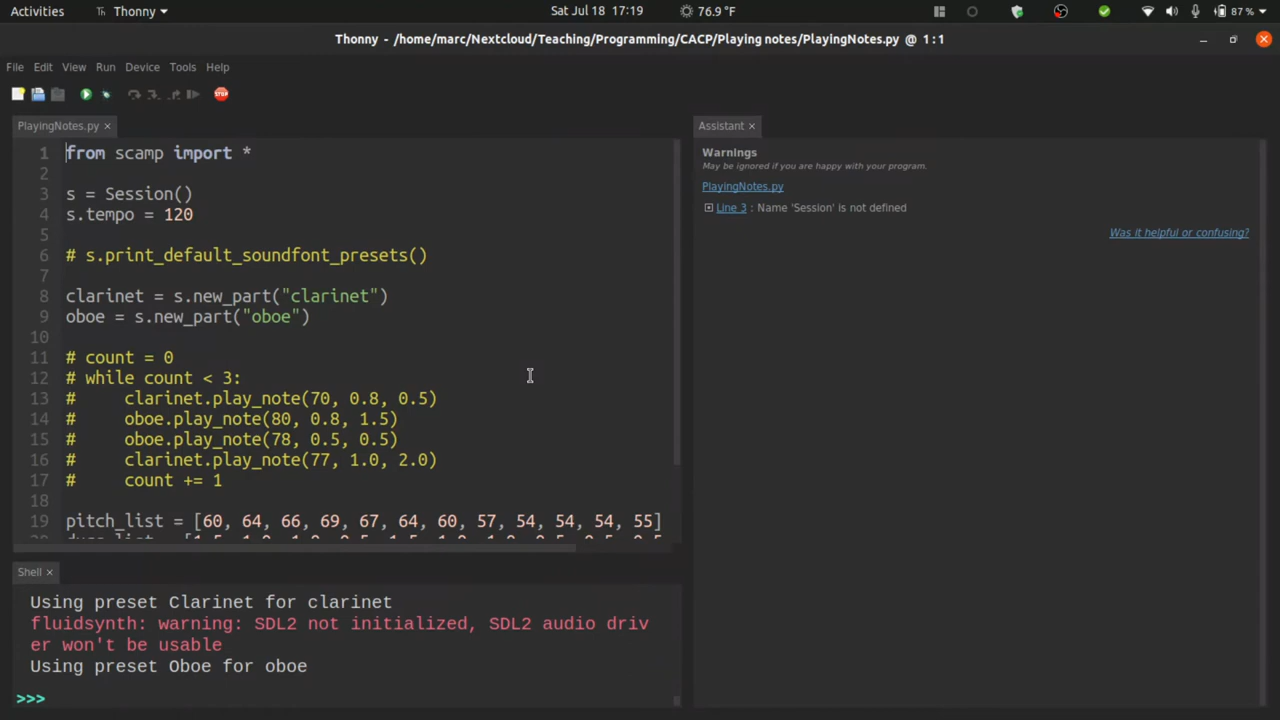 Activities
Thonny
Sat Jul 18 17:19
76.9 °F
87 %
Thonny - /home/marc/Nextcloud/Teaching/Programming/CACP/Playing notes/PlayingNotes.py @ 1 : 1
File Edit View Run Device Tools Help
STOP
PlayingNotes.py ×
1 from scamp import *
2
3 s = Session()
4 s.tempo = 120
5
6 # s.print_default_soundfont_presets()
7
8 clarinet = s.new_part("clarinet")
9 oboe = s.new_part("oboe")
10
11 # count = 0
12 # while count < 3:
13 #     clarinet.play_note(70, 0.8, 0.5)
14 #     oboe.play_note(80, 0.8, 1.5)
15 #     oboe.play_note(78, 0.5, 0.5)
16 #     clarinet.play_note(77, 1.0, 2.0)
17 #     count += 1
18
19 pitch_list = [60, 64, 66, 69, 67, 64, 60, 57, 54, 54, 54, 55]
Shell ×
Using preset Clarinet for clarinet
fluidsynth: warning: SDL2 not initialized, SDL2 audio driv
er won't be usable
Using preset Oboe for oboe
>>>
Assistant ×
Warnings
May be ignored if you are happy with your program.
PlayingNotes.py
Line 3 : Name 'Session' is not defined
Was it helpful or confusing?